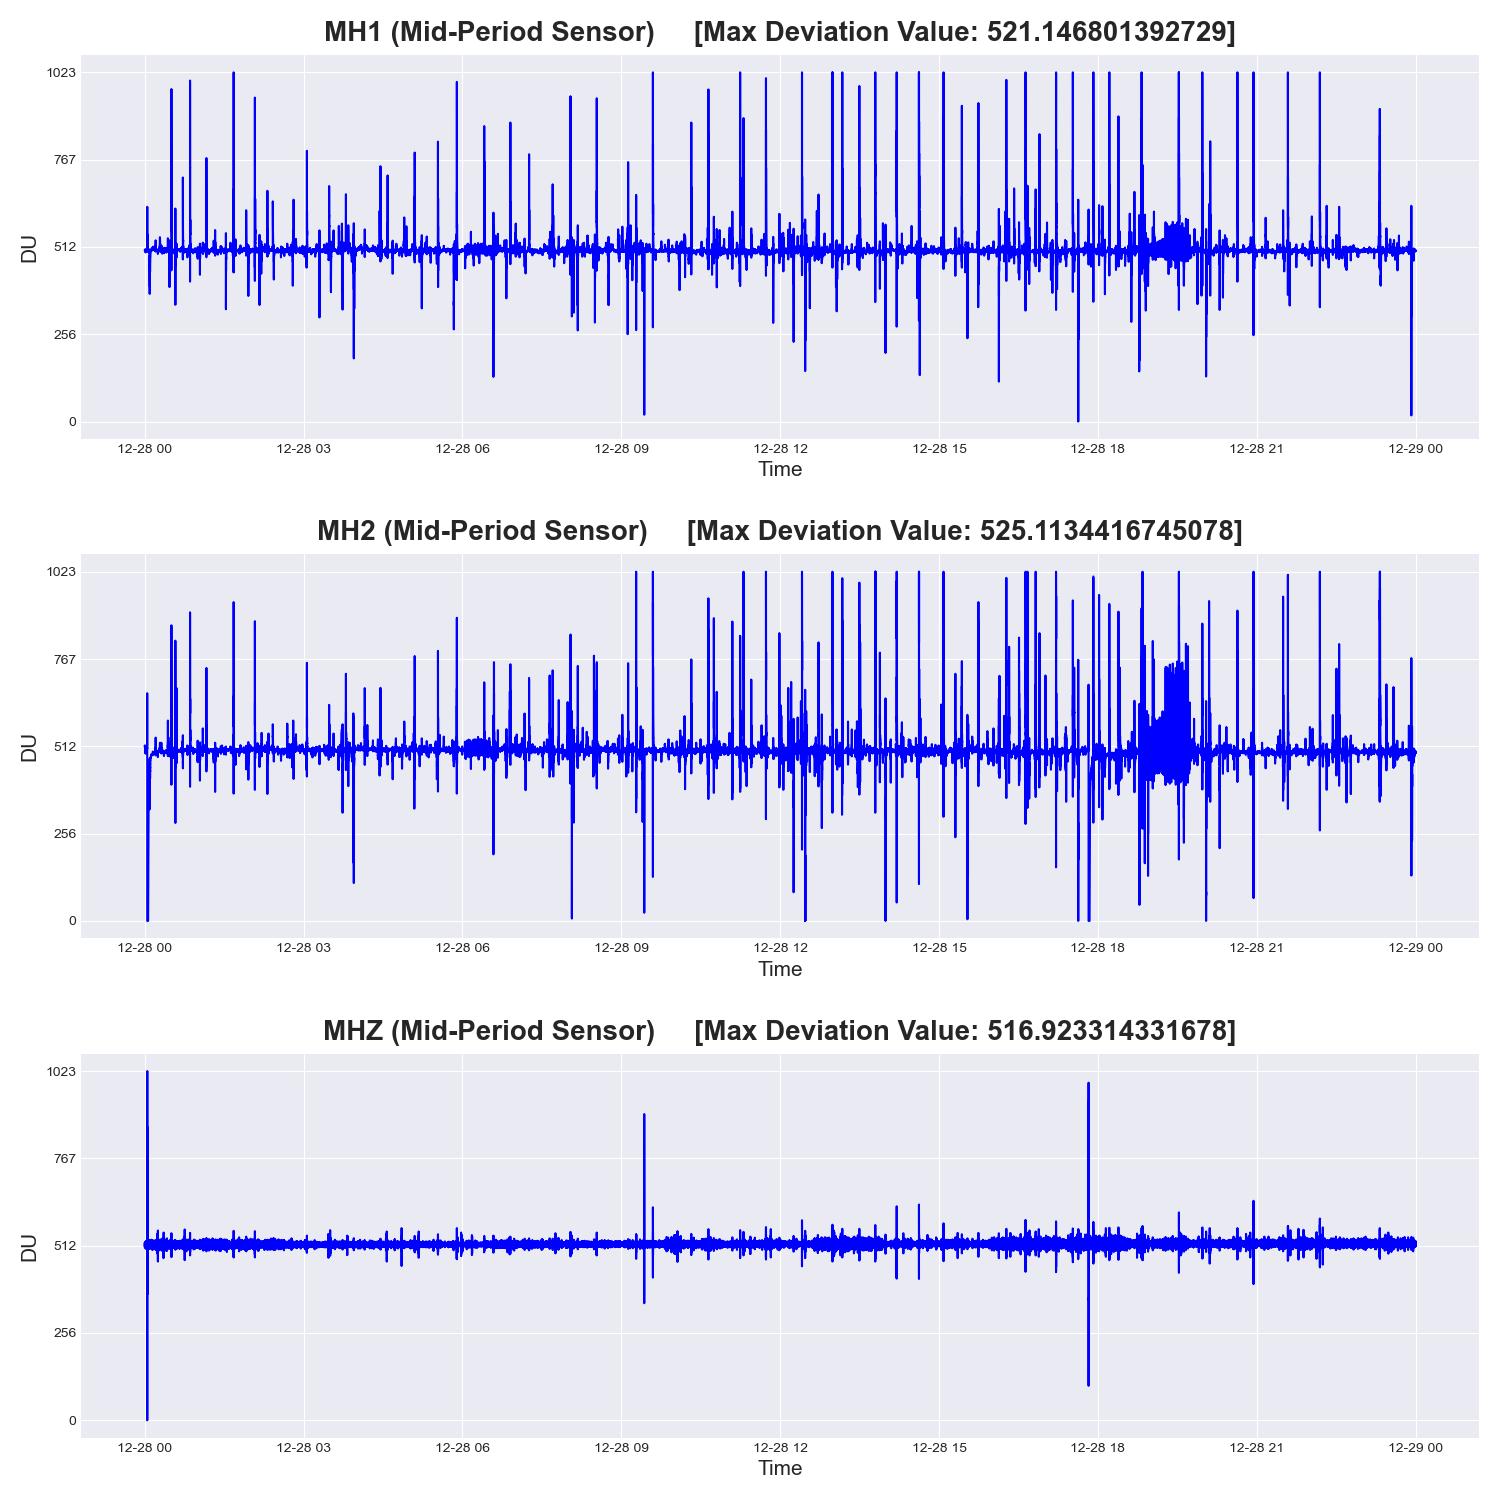 MH1 (Mid-Period Sensor) [Max Deviation Value: 521.146801392729]
1023
767
512
256
0
DU
12-28 00 12-28 03 12-28 06 12-28 09 12-28 12 12-28 15 12-28 18 12-28 21 12-29 00
Time
MH2 (Mid-Period Sensor) [Max Deviation Value: 525.1134416745078]
1023
767
512
256
0
DU
12-28 00 12-28 03 12-28 06 12-28 09 12-28 12 12-28 15 12-28 18 12-28 21 12-29 00
Time
MHZ (Mid-Period Sensor) [Max Deviation Value: 516.923314331678]
1023
767
512
256
0
DU
12-28 00 12-28 03 12-28 06 12-28 09 12-28 12 12-28 15 12-28 18 12-28 21 12-29 00
Time